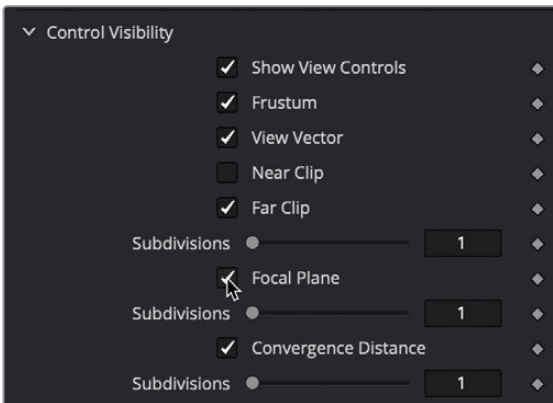 Control Visibility
Show View Controls
Frustum
View Vector
Near Clip
Far Clip
Subdivisions 1
Focal Plane
Subdivisions 1
Convergence Distance
Subdivisions 1